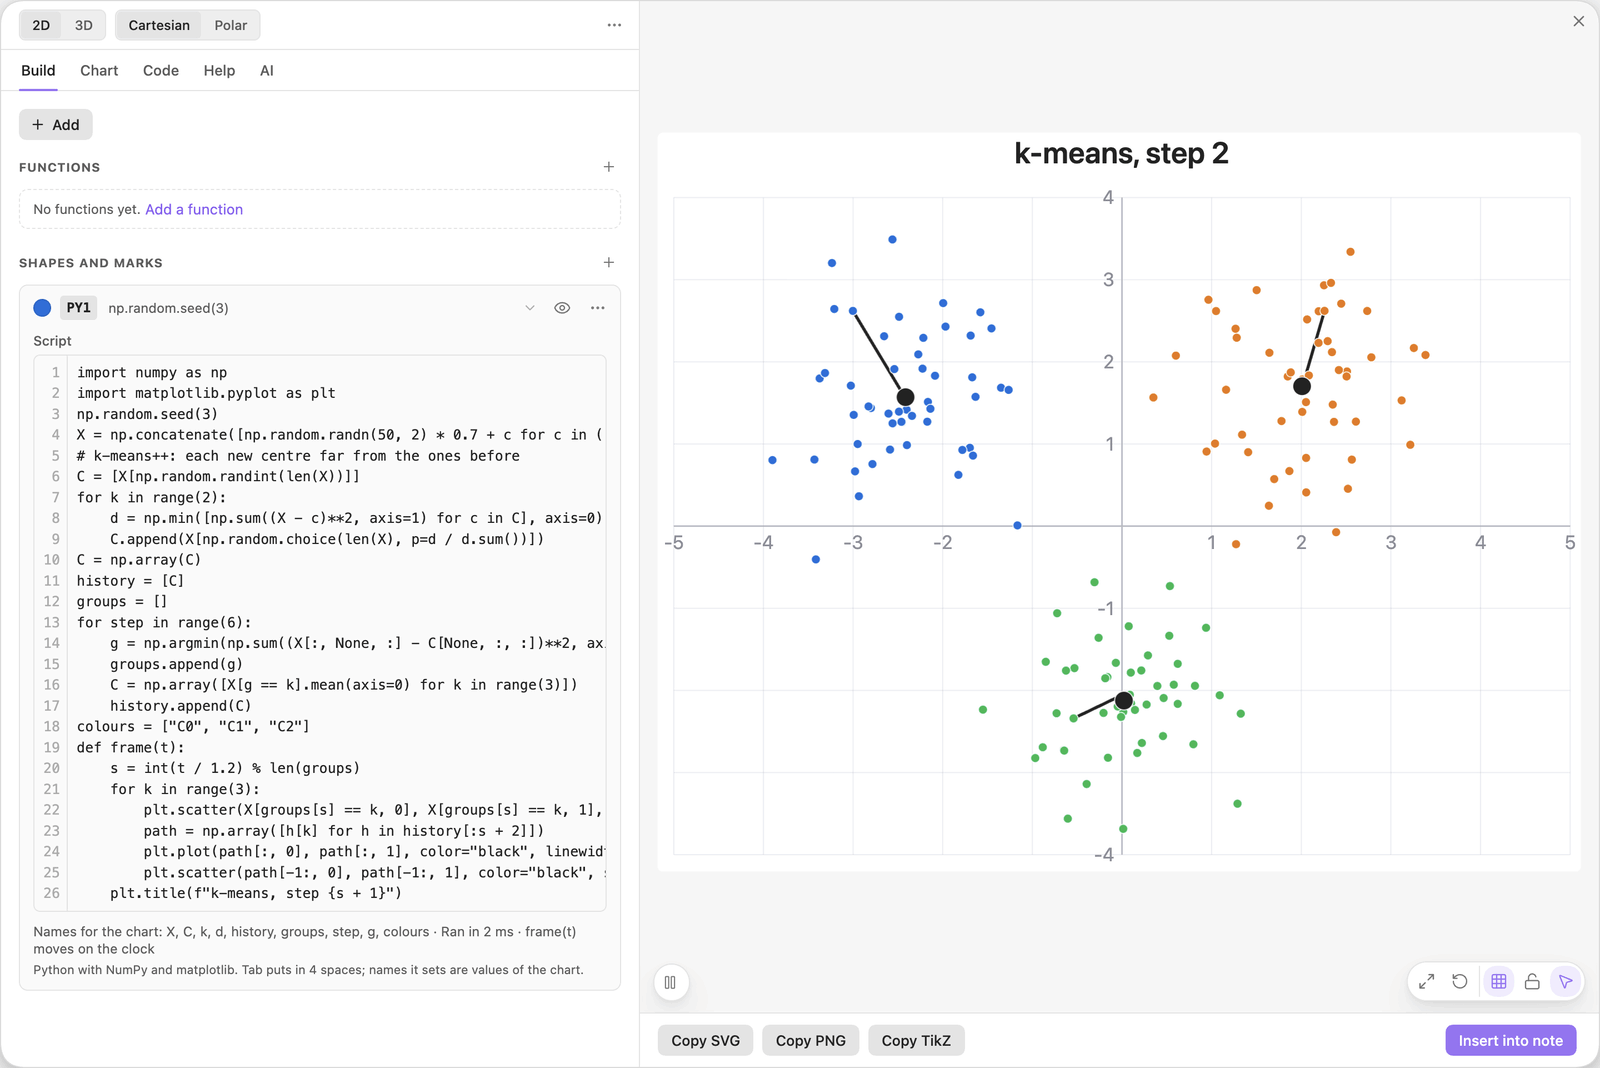 2D 3D Cartesian Polar
Build Chart Code Help AI
+ Add
FUNCTIONS
No functions yet. Add a function
SHAPES AND MARKS
PY1 np.random.seed(3)
Script
1 import numpy as np
2 import matplotlib.pyplot as plt
3 np.random.seed(3)
4 X = np.concatenate([np.random.randn(50, 2) * 0.7 + c for c in (
5 # k-means++: each new centre far from the ones before
6 C = [X[np.random.randint(len(X))]]
7 for k in range(2):
8     d = np.min([np.sum((X - c)**2, axis=1) for c in C], axis=0)
9     C.append(X[np.random.choice(len(X), p=d / d.sum())])
10 C = np.array(C)
11 history = [C]
12 groups = []
13 for step in range(6):
14     g = np.argmin(np.sum((X[:, None, :] - C[None, :, :])**2, ax
15     groups.append(g)
16     C = np.array([X[g == k].mean(axis=0) for k in range(3)])
17     history.append(C)
18 colours = ["C0", "C1", "C2"]
19 def frame(t):
20     s = int(t / 1.2) % len(groups)
21     for k in range(3):
22         plt.scatter(X[groups[s] == k, 0], X[groups[s] == k, 1],
23         path = np.array([h[k] for h in history[:s + 2]])
24         plt.plot(path[:, 0], path[:, 1], color="black", linewid
25         plt.scatter(path[-1:, 0], path[-1:, 1], color="black",
26     plt.title(f"k-means, step {s + 1}")
Names for the chart: X, C, k, d, history, groups, step, g, colours · Ran in 2 ms · frame(t)
moves on the clock
Python with NumPy and matplotlib. Tab puts in 4 spaces; names it sets are values of the chart.
k-means, step 2
4
3
2
1
-5 -4 -3 -2 1 2 3 4 5
-1
-4
Copy SVG Copy PNG Copy TikZ Insert into note